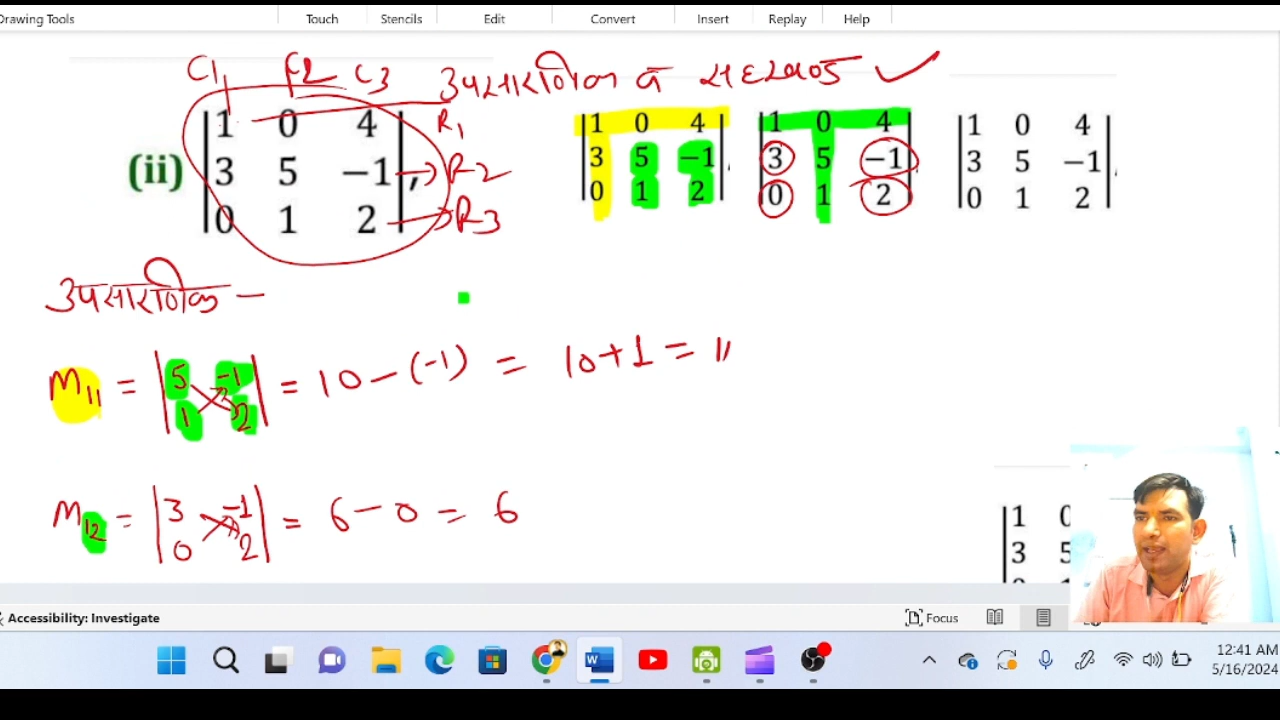 Drawing Tools Touch Stencils Edit Convert Insert Replay Help
C1 C2 C3 उपसारणिक व सहखण्ड ✓
(ii) |1 0 4| R1
|3 5 −1|, → R2
|0 1 2| → R3
|1 0 4|
|3 5 −1|,
|0 1 2|
|1 0 4|
|3 5 −1|
|0 1 2|
|1 0 4|
|3 5 −1|,
|0 1 2|
उपसारणिक –
M11 = |5 -1| = 10 - (-1) = 10 + 1 = 11
|1 2|
M12 = |3 -1| = 6 - 0 = 6
|0 2|
1 0
3 5
Accessibility: Investigate Focus
12:41 AM
5/16/2024